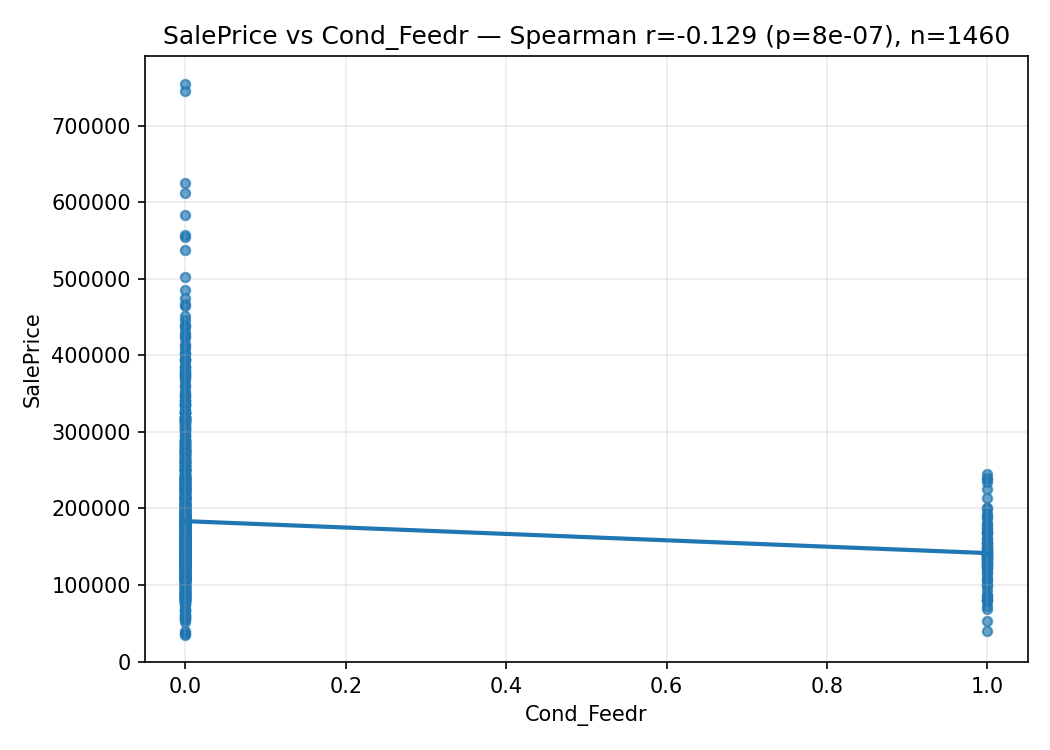 SalePrice vs Cond_Feedr — Spearman r=-0.129 (p=8e-07), n=1460
700000
600000
500000
400000
300000
200000
100000
0
SalePrice
0.0 0.2 0.4 0.6 0.8 1.0
Cond_Feedr